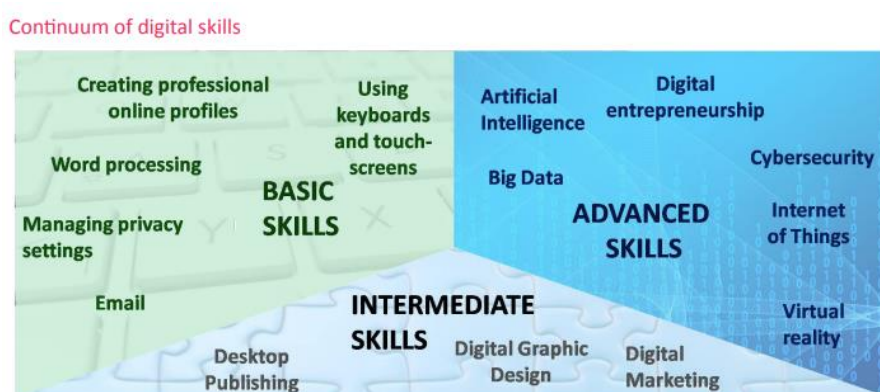 Continuum of digital skills
Creating professional
online profiles
Using
keyboards
and touch-
screens
Word processing
BASIC
SKILLS
Managing privacy
settings
Email
Artificial
Intelligence
Digital
entrepreneurship
Cybersecurity
Big Data
ADVANCED
SKILLS
Internet
of Things
Virtual
reality
INTERMEDIATE
SKILLS
Desktop
Publishing
Digital Graphic
Design
Digital
Marketing